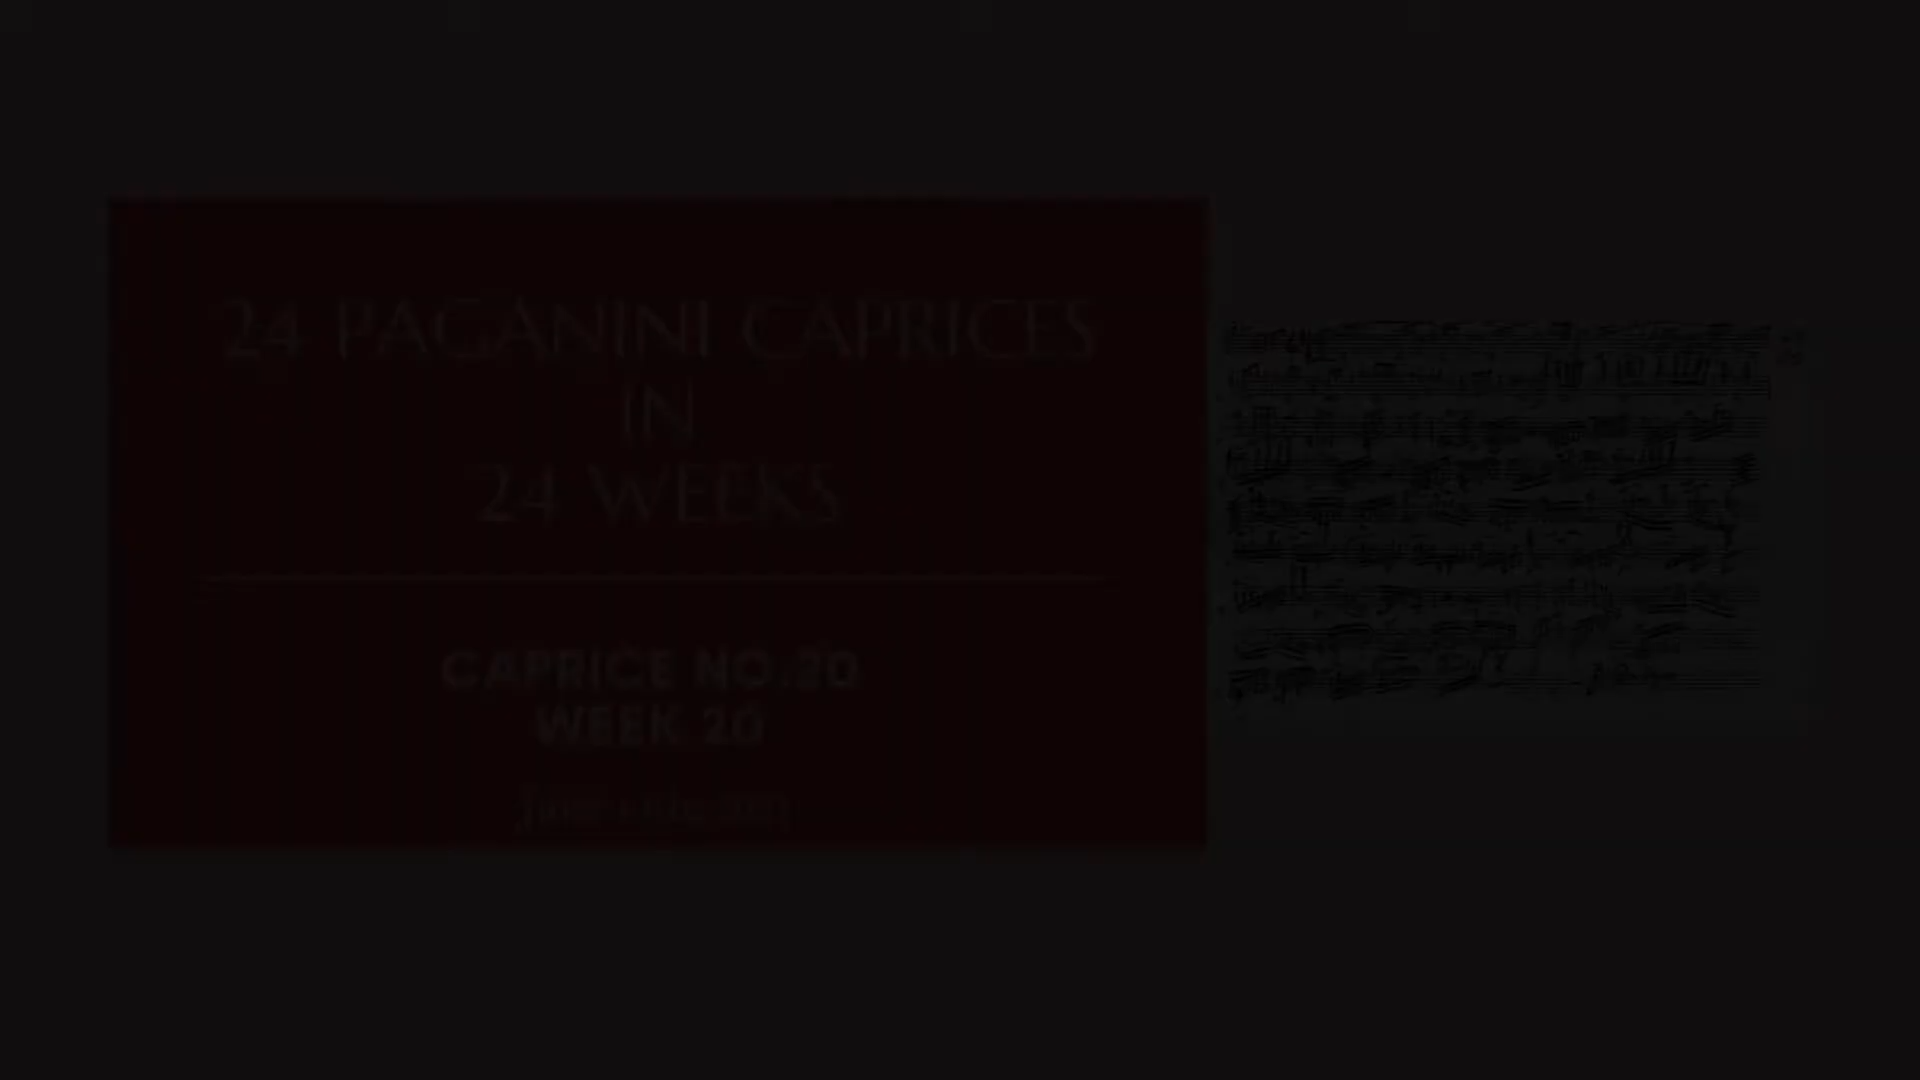 24 PAGANINI CAPRICES
IN
24 WEEKS
CAPRICE NO.20
WEEK 20